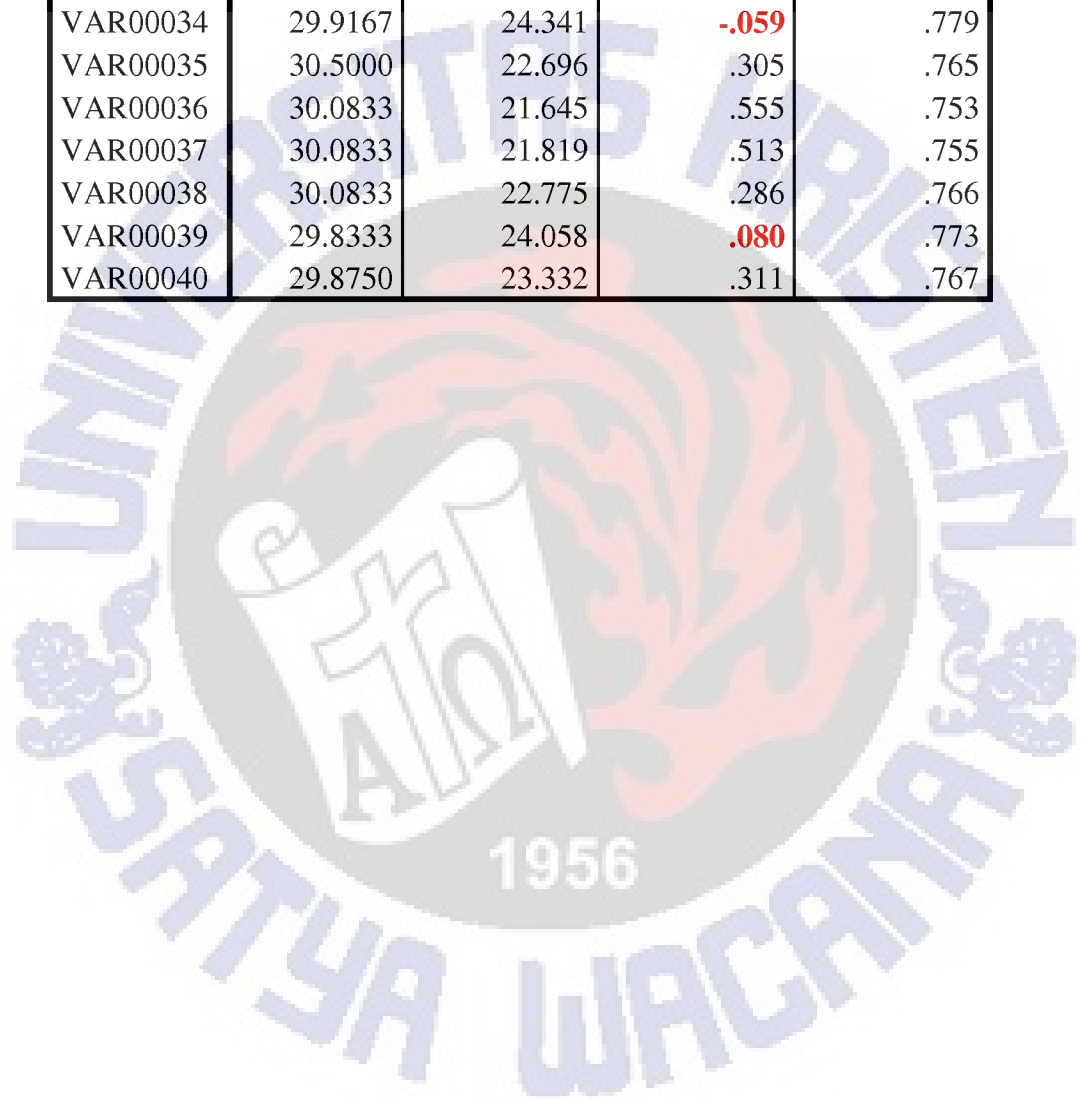 VAR00034 29.9167 24.341 -.059 .779
VAR00035 30.5000 22.696 .305 .765
VAR00036 30.0833 21.645 .555 .753
VAR00037 30.0833 21.819 .513 .755
VAR00038 30.0833 22.775 .286 .766
VAR00039 29.8333 24.058 .080 .773
VAR00040 29.8750 23.332 .311 .767
UNIVERSITAS KRISTEN
Α Ω
1956
SATYA WACANA